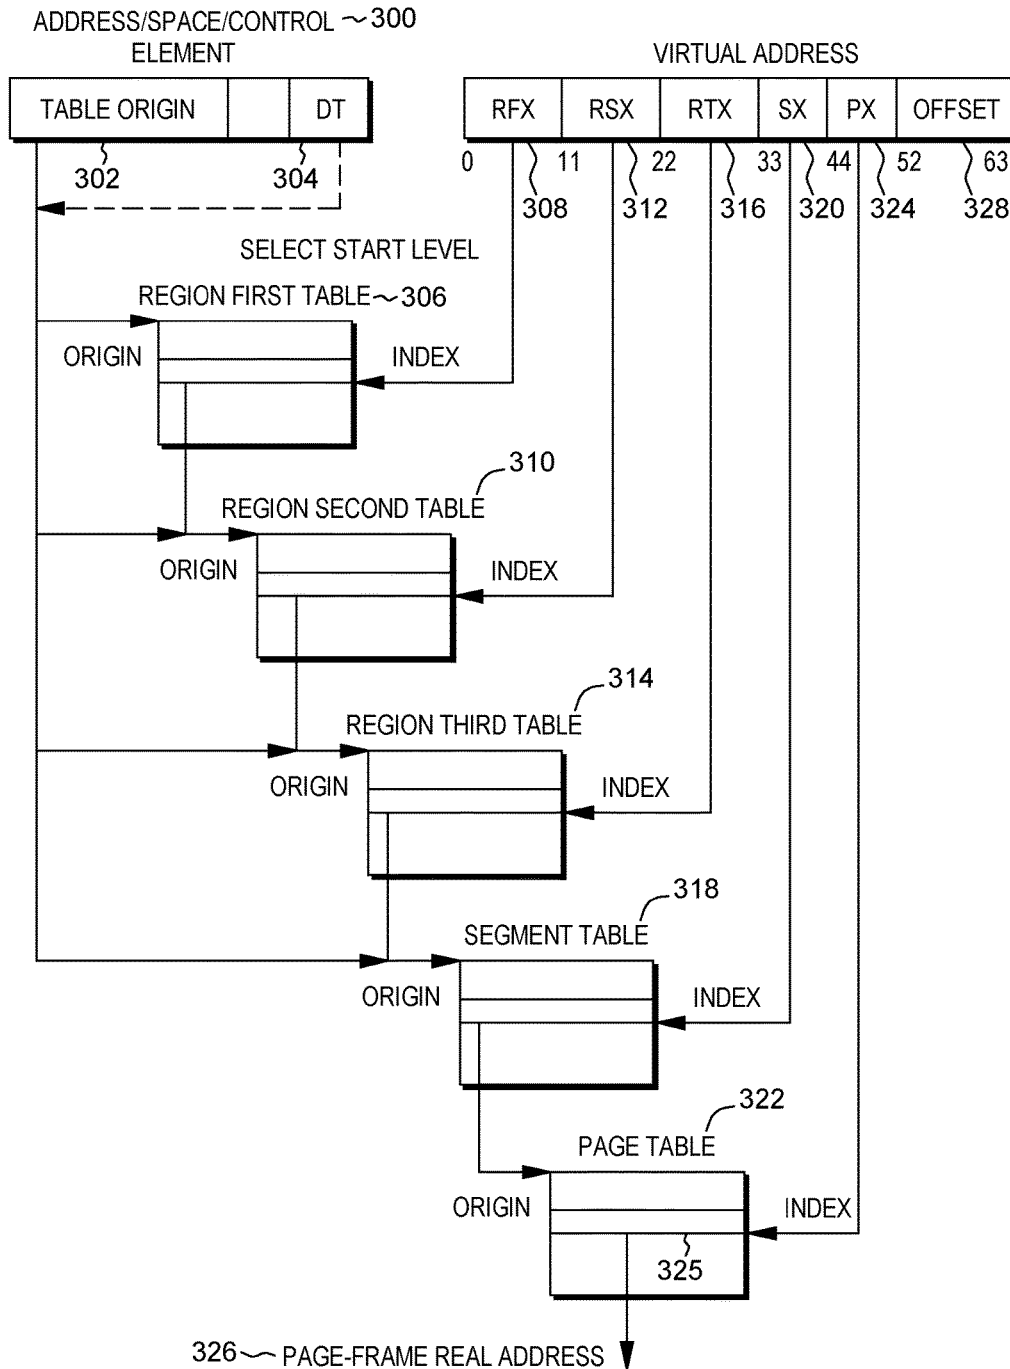 ADDRESS/SPACE/CONTROL 300
ELEMENT
VIRTUAL ADDRESS
TABLE ORIGIN DT
RFX RSX RTX SX PX OFFSET
0 11 22 33 44 52 63
302 304
308 312 316 320 324 328
SELECT START LEVEL
REGION FIRST TABLE 306
ORIGIN INDEX
310
REGION SECOND TABLE
ORIGIN INDEX
314
REGION THIRD TABLE
ORIGIN INDEX
318
SEGMENT TABLE
ORIGIN INDEX
322
PAGE TABLE
ORIGIN INDEX
325
326 PAGE-FRAME REAL ADDRESS